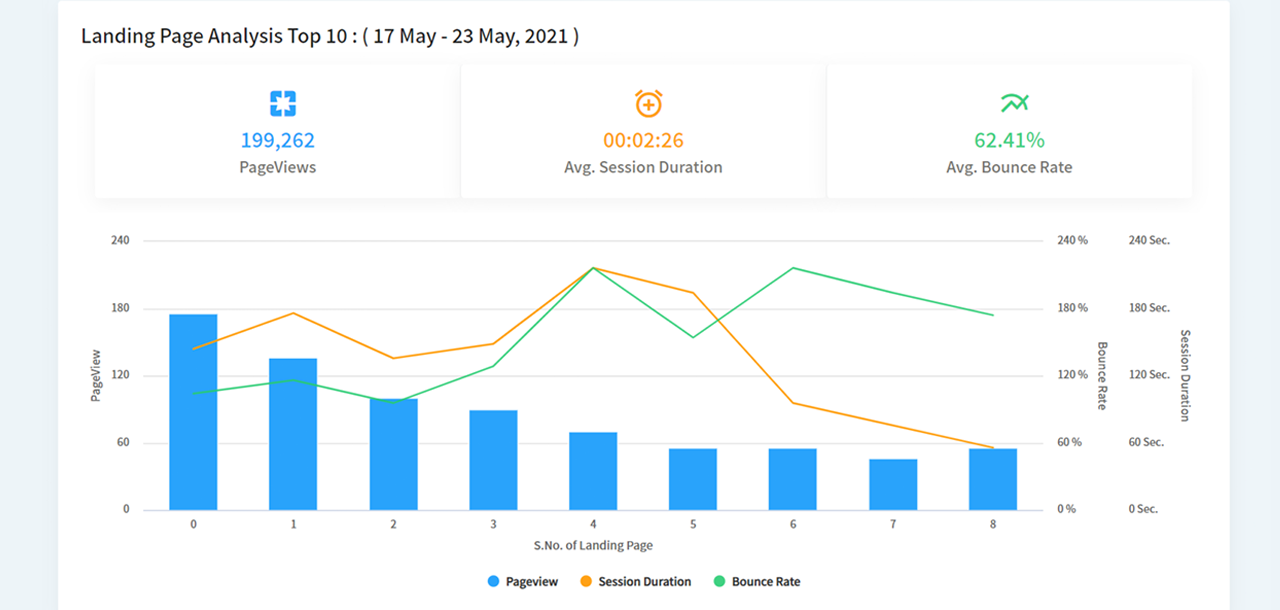 Landing Page Analysis Top 10 : ( 17 May - 23 May, 2021 )
199,262
PageViews
00:02:26
Avg. Session Duration
62.41%
Avg. Bounce Rate
240
180
120
60
0
PageView
240 %
180 %
120 %
60 %
0 %
Bounce Rate
240 Sec.
180 Sec.
120 Sec.
60 Sec.
0 Sec.
Session Duration
0 1 2 3 4 5 6 7 8
S.No. of Landing Page
Pageview Session Duration Bounce Rate